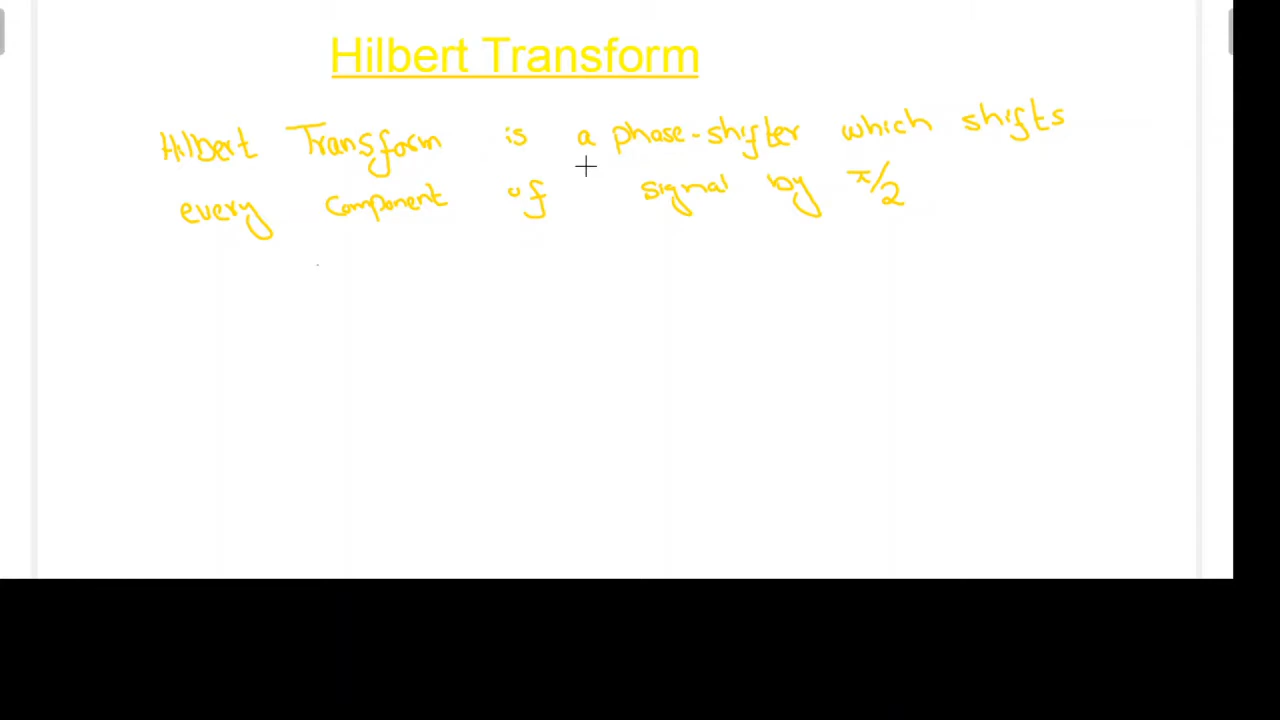 Hilbert Transform
Hilbert Transform is a phase-shifter which shifts
every component of signal by π/2